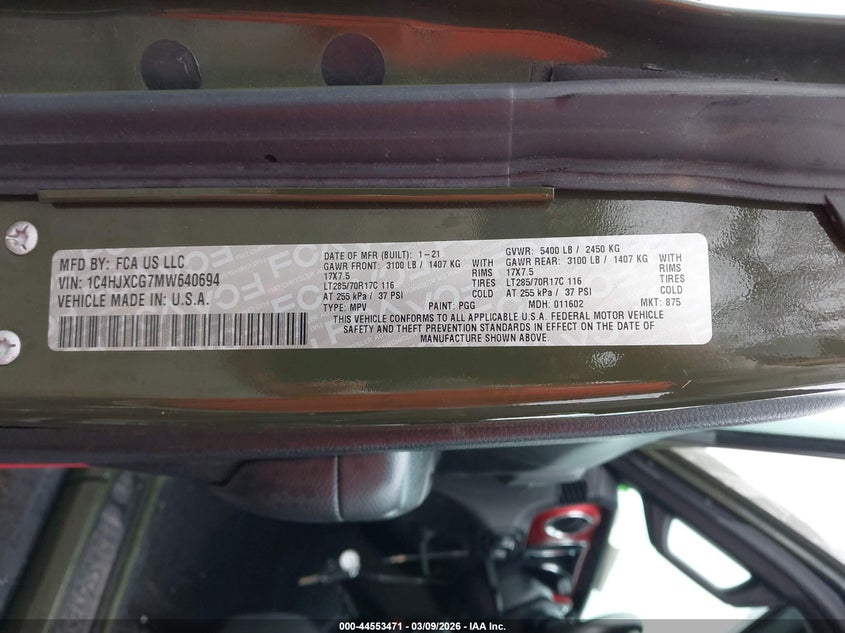 MFD BY: FCA US LLC
VIN: 1C4HJXCG7MW640694
VEHICLE MADE IN U.S.A.
DATE OF MFR (BUILT): 1-21
GAWR FRONT: 3100 LB / 1407 KG WITH
17X7.5 RIMS
LT285/70R17C 116 TIRES
AT 255 kPa / 37 PSI COLD
TYPE: MPV PAINT: PGG
GVWR: 5400 LB / 2450 KG
GAWR REAR: 3100 LB / 1407 KG WITH
17X7.5 RIMS
LT285/70R17C 116 TIRES
AT 255 kPa / 37 PSI COLD
MDH: 011602 MKT: 875
THIS VEHICLE CONFORMS TO ALL APPLICABLE U.S.A. FEDERAL MOTOR VEHICLE
SAFETY AND THEFT PREVENTION STANDARDS IN EFFECT ON THE DATE OF
MANUFACTURE SHOWN ABOVE.
000-44553471 | 03/09/2026 - IAA Inc.